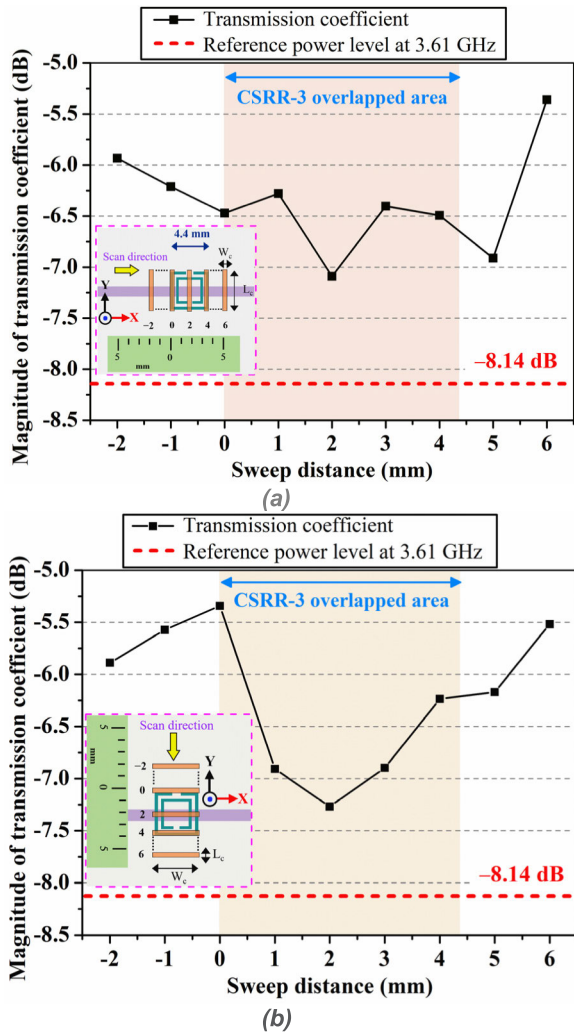 Transmission coefficient
Reference power level at 3.61 GHz
Magnitude of transmission coefficient (dB)
-5.0
-5.5
-6.0
-6.5
-7.0
-7.5
-8.0
-8.5
CSRR-3 overlapped area
4.4 mm
Scan direction
W_c
L_c
Y
X
−2 0 2 4 6
5 0 5
mm
−8.14 dB
-2 -1 0 1 2 3 4 5 6
Sweep distance (mm)
(a)
Transmission coefficient
Reference power level at 3.61 GHz
Magnitude of transmission coefficient (dB)
-5.0
-5.5
-6.0
-6.5
-7.0
-7.5
-8.0
-8.5
CSRR-3 overlapped area
Scan direction
5
mm
0
5
−2
0
2
4
6
Y
X
L_c
W_c
−8.14 dB
-2 -1 0 1 2 3 4 5 6
Sweep distance (mm)
(b)